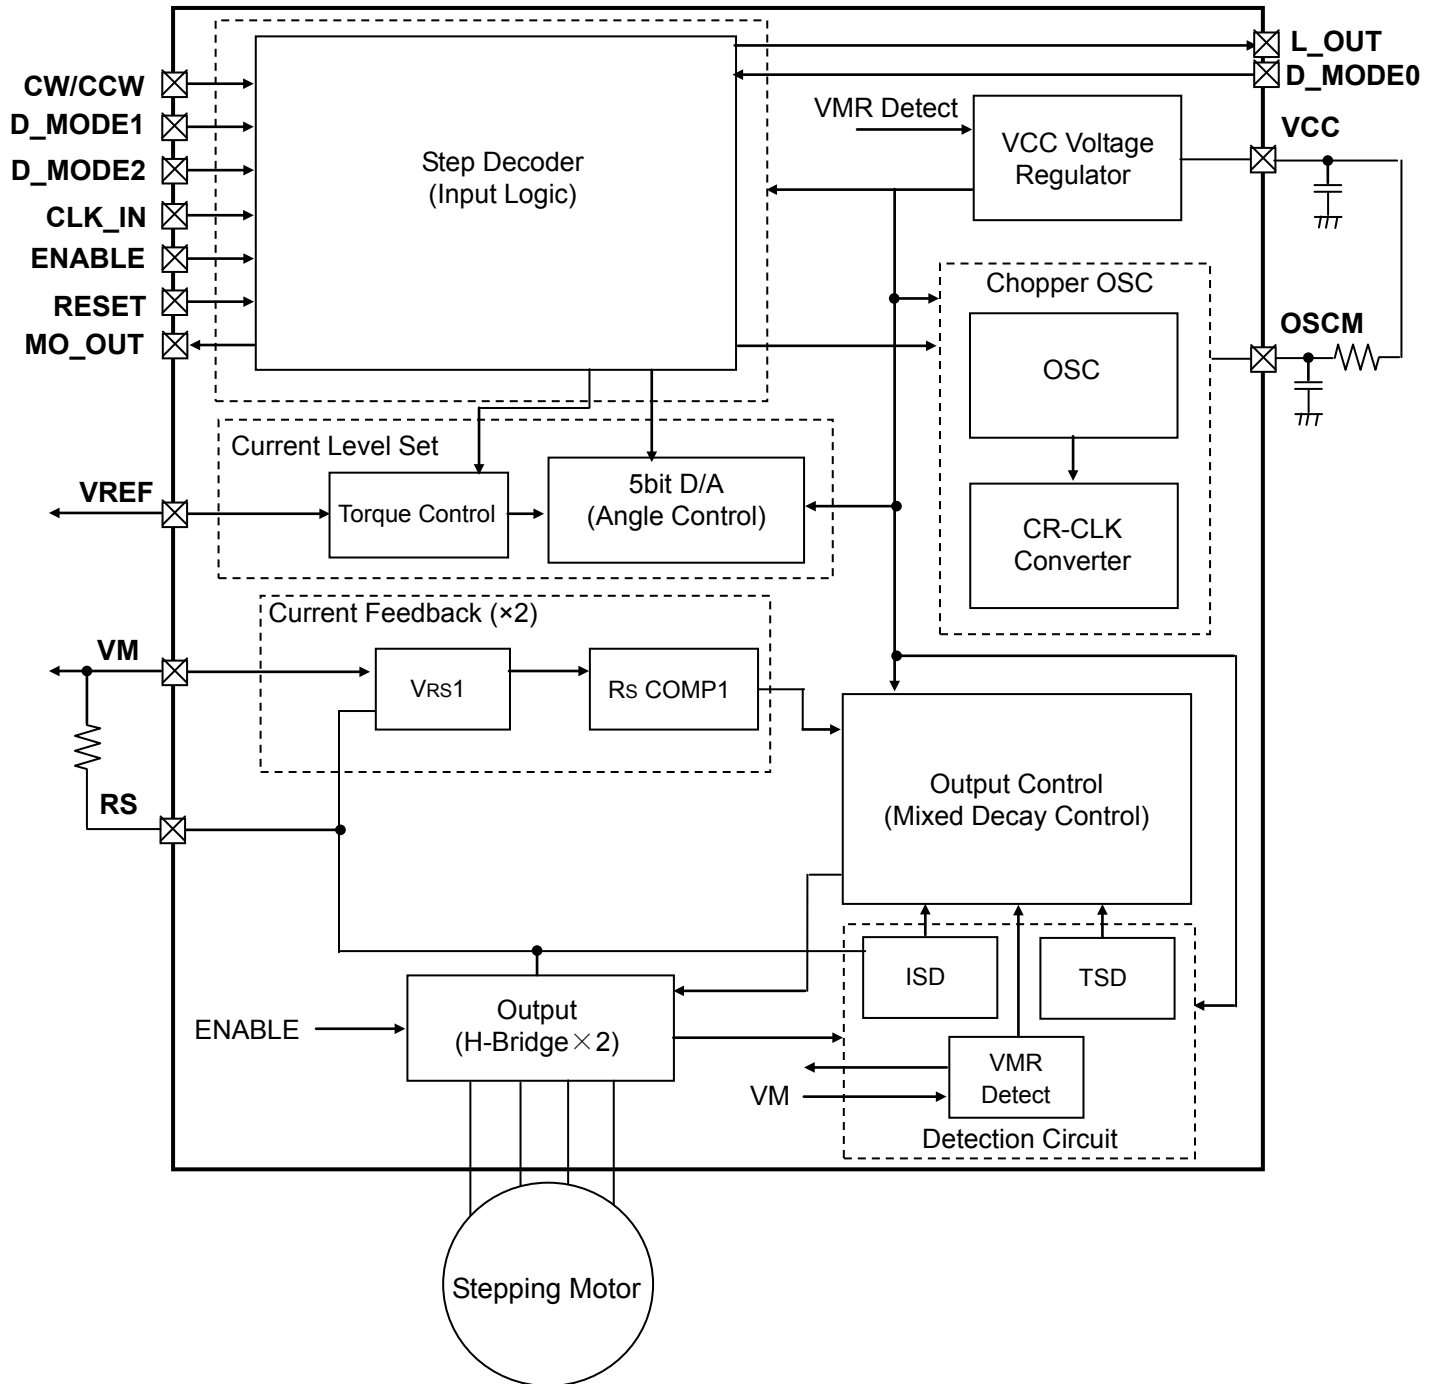 L_OUT
CW/CCW
D_MODE0
D_MODE1
VMR Detect
VCC
VCC Voltage
Regulator
Step Decoder
(Input Logic)
D_MODE2
CLK_IN
ENABLE
RESET
MO_OUT
Chopper OSC
OSCM
OSC
Current Level Set
VREF
Torque Control
5bit D/A
(Angle Control)
CR-CLK
Converter
Current Feedback (×2)
VM
VRS1
RS COMP1
RS
Output Control
(Mixed Decay Control)
ISD
TSD
ENABLE
Output
(H-Bridge×2)
VM
VMR
Detect
Detection Circuit
Stepping Motor